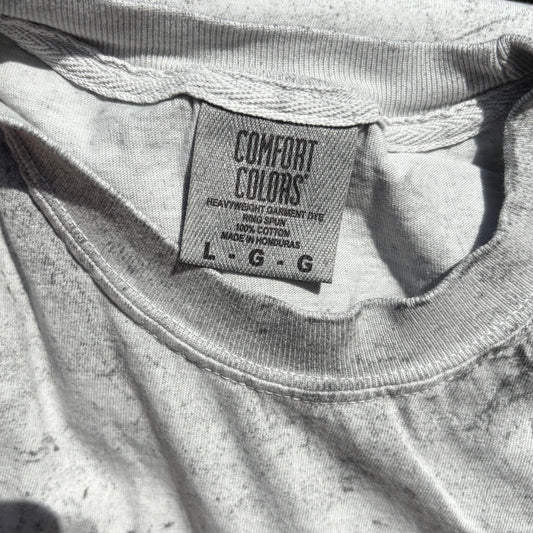 COMFORT
COLORS®
HEAVYWEIGHT GARMENT DYE
RING SPUN
100% COTTON
MADE IN HONDURAS
L - G - G